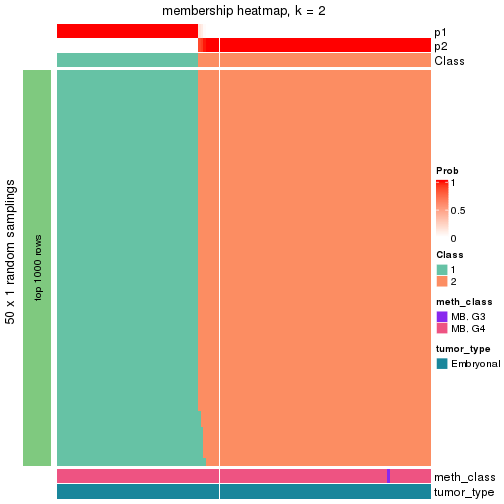 membership heatmap, k = 2
p1
p2
Class
50 x 1 random samplings
top 1000 rows
Prob
1
0.5
0
Class
1
2
meth_class
MB. G3
MB. G4
tumor_type
Embryonal
meth_class
tumor_type